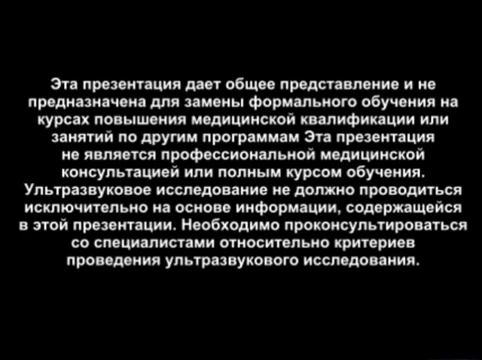 Эта презентация дает общее представление и не
предназначена для замены формального обучения на
курсах повышения медицинской квалификации или
занятий по другим программам Эта презентация
не является профессиональной медицинской
консультацией или полным курсом обучения.
Ультразвуковое исследование не должно проводиться
исключительно на основе информации, содержащейся
в этой презентации. Необходимо проконсультироваться
со специалистами относительно критериев
проведения ультразвукового исследования.